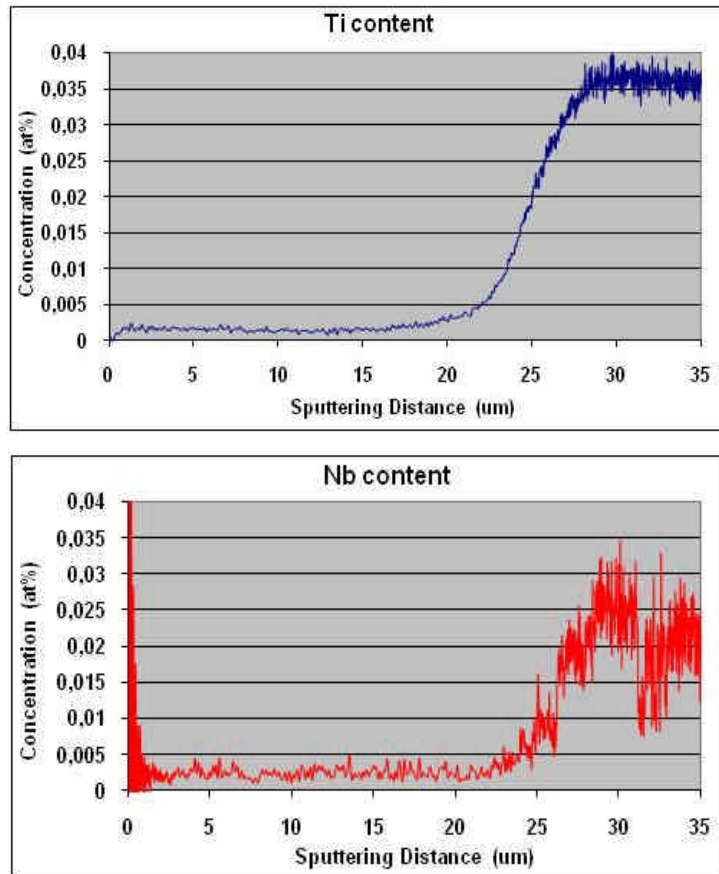 Ti content
0,04
0,035
0,03
0,025
0,02
0,015
0,01
0,005
0
Concentration (at%)
0 5 10 15 20 25 30 35
Sputtering Distance (um)
Nb content
0,04
0,035
0,03
0,025
0,02
0,015
0,01
0,005
0
Concentration (at%)
0 5 10 15 20 25 30 35
Sputtering Distance (um)